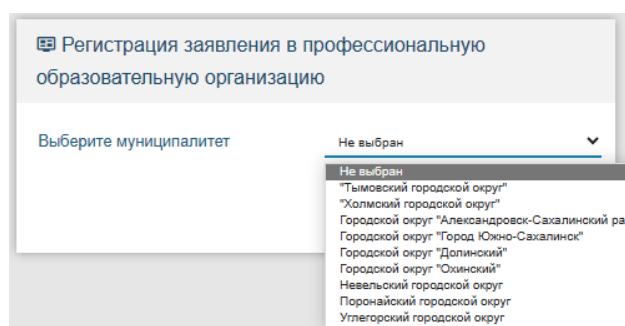 Регистрация заявления в профессиональную
образовательную организацию
Выберите муниципалитет
Не выбран
Не выбран
"Тымовский городской округ"
"Холмский городской округ"
Городской округ "Александровск-Сахалинский ра
Городской округ "Город Южно-Сахалинск"
Городской округ "Долинский"
Городской округ "Охинский"
Невельский городской округ
Поронайский городской округ
Углегорский городской округ